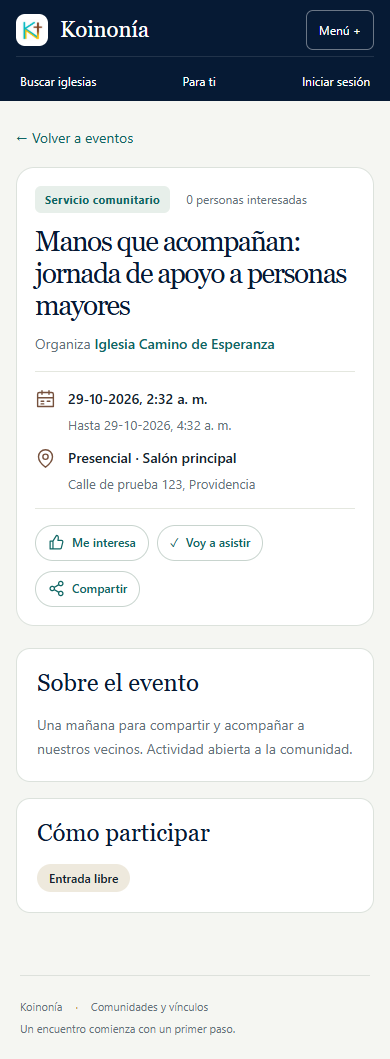 Koinonía
Menú +
Buscar iglesias
Para ti
Iniciar sesión
← Volver a eventos
Servicio comunitario
0 personas interesadas
Manos que acompañan:
jornada de apoyo a personas
mayores
Organiza Iglesia Camino de Esperanza
29-10-2026, 2:32 a. m.
Hasta 29-10-2026, 4:32 a. m.
Presencial · Salón principal
Calle de prueba 123, Providencia
Me interesa
✓ Voy a asistir
Compartir
Sobre el evento
Una mañana para compartir y acompañar a
nuestros vecinos. Actividad abierta a la comunidad.
Cómo participar
Entrada libre
Koinonía · Comunidades y vínculos
Un encuentro comienza con un primer paso.